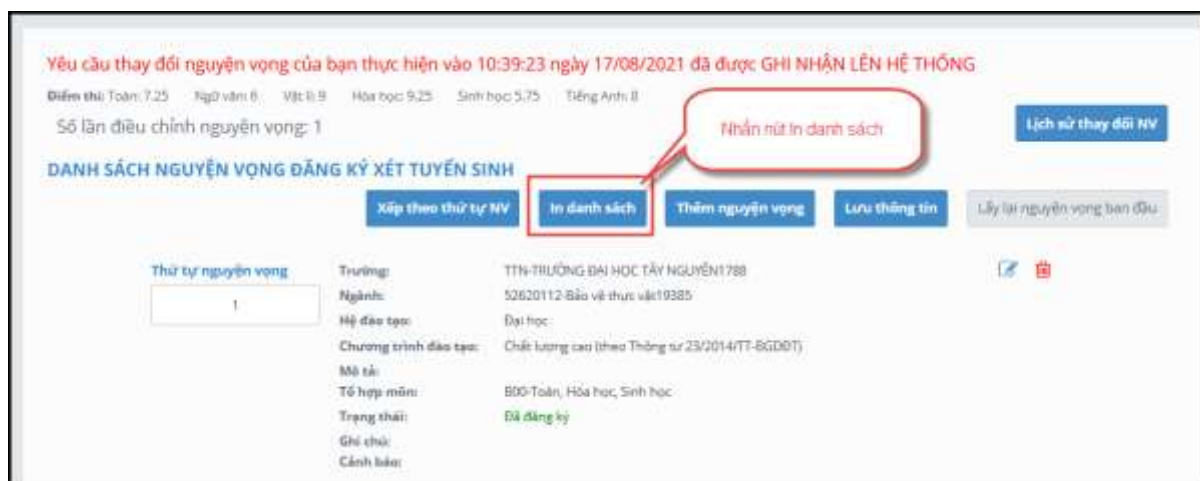 Yêu cầu thay đổi nguyện vọng của bạn thực hiện vào 10:39:23 ngày 17/08/2021 đã được GHI NHẬN LÊN HỆ THỐNG
Điểm thi: Toán: 7.25 Ngữ văn: 6 Vật lí: 9 Hóa học: 9.25 Sinh học: 5.75 Tiếng Anh: 8
Số lần điều chỉnh nguyện vọng: 1
Nhấn nút In danh sách
Lịch sử thay đổi NV
DANH SÁCH NGUYỆN VỌNG ĐĂNG KÝ XÉT TUYỂN SINH
Xếp theo thứ tự NV In danh sách Thêm nguyện vọng Lưu thông tin Lấy lại nguyện vọng ban đầu
Thứ tự nguyện vọng
1
Trường: TTN-TRƯỜNG ĐẠI HỌC TÂY NGUYÊN1788
Ngành: 52620112-Bảo vệ thực vật19385
Hệ đào tạo: Đại học
Chương trình đào tạo: Chất lượng cao (theo Thông tư 23/2014/TT-BGDĐT)
Mô tả:
Tổ hợp môn: B00-Toán, Hóa học, Sinh học
Trạng thái: Đã đăng ký
Ghi chú:
Cảnh báo: